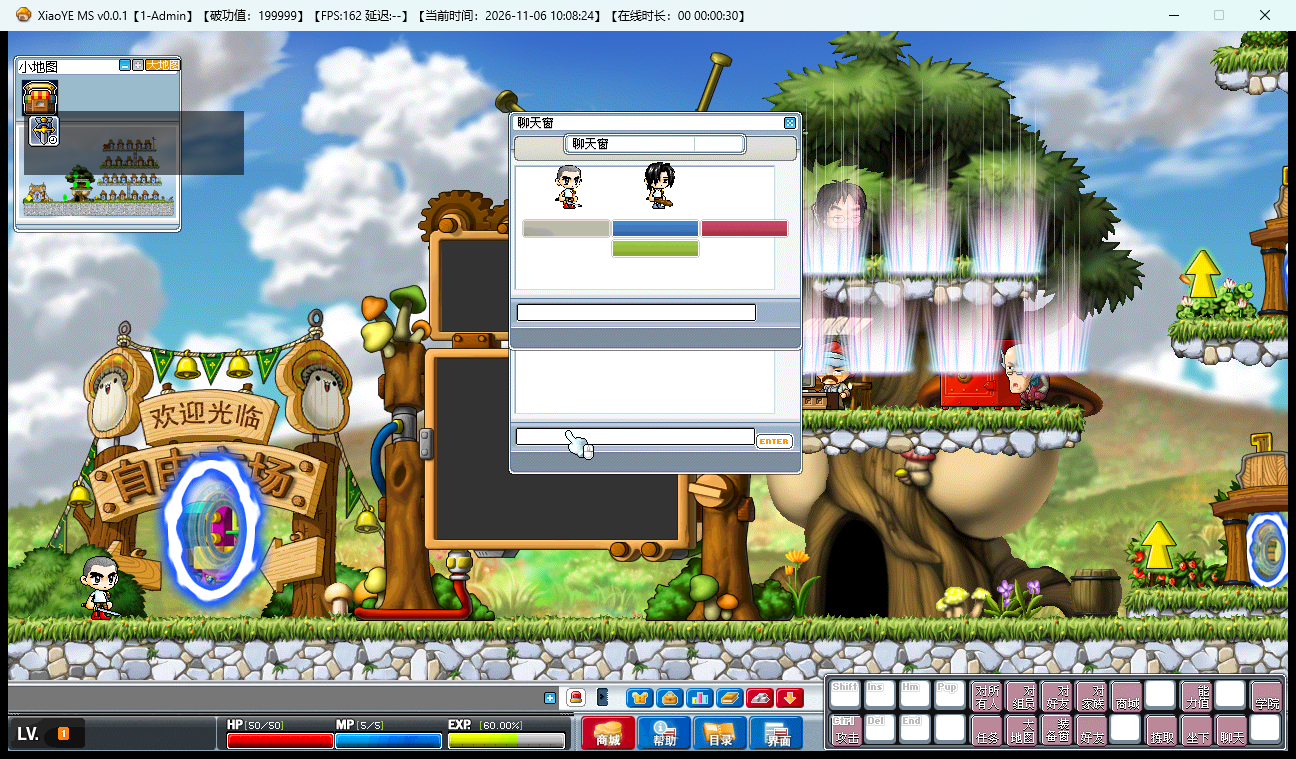 XiaoYE MS v0.0.1【1-Admin】【破功值：199999】【FPS:162 延迟:--】【当前时间：2026-11-06 10:08:24】【在线时长：00 00:00:30】
小地图
大地图
聊天窗
聊天窗
ENTER
欢迎光临
自由市场
LV. 1
HP [50/50]
MP [5/5]
EXP. [60.00%]
商城
帮助
目录
界面
Shift
Ins
Hm
Pup
对所有人
对组员
对好友
对家族
商城
能力值
学院
Ctrl
Del
End
攻击
任务
大地图
装备窗
好友
捡取
坐下
聊天